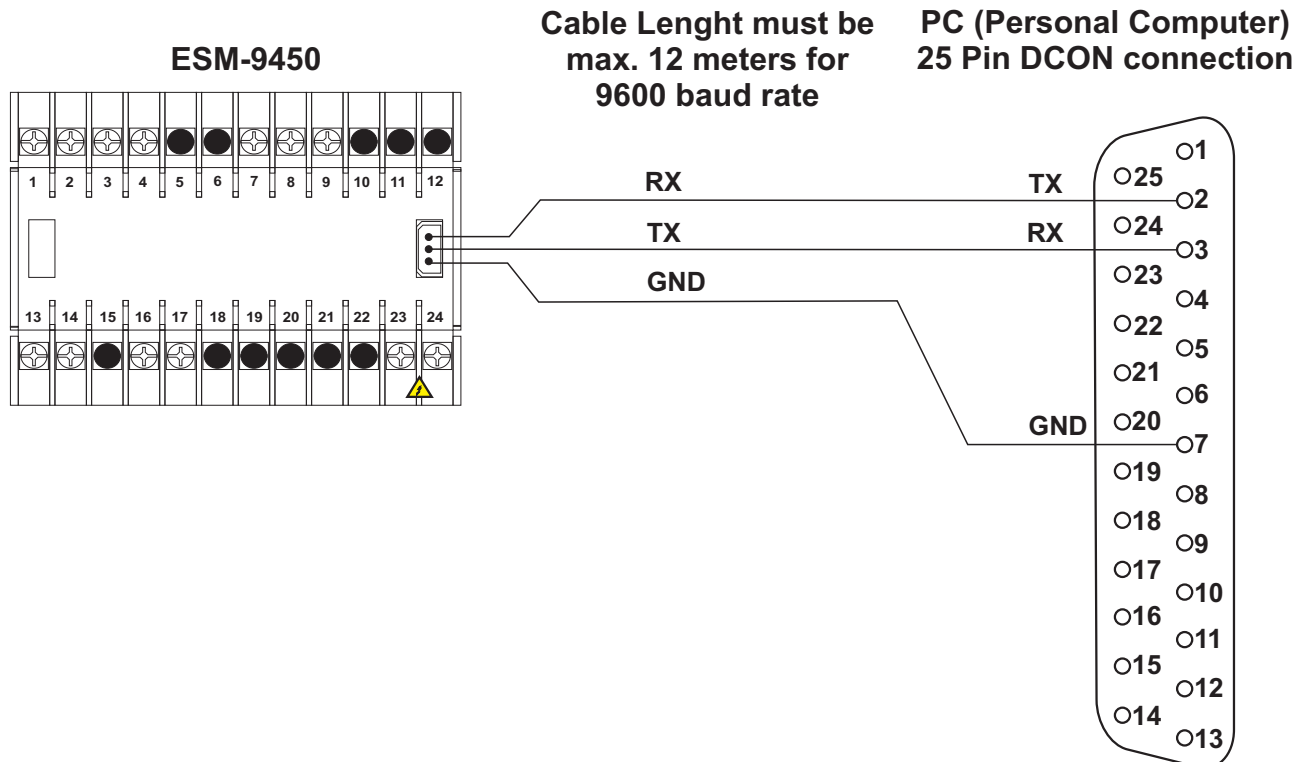 ESM-9450
Cable Lenght must be
max. 12 meters for
9600 baud rate
PC (Personal Computer)
25 Pin DCON connection
1 2 3 4 5 6 7 8 9 10 11 12
13 14 15 16 17 18 19 20 21 22 23 24
RX
TX
GND
TX
RX
GND
1
25
2
24
3
23
4
22
5
21
6
20
7
19
8
18
9
17
10
16
11
15
12
14
13